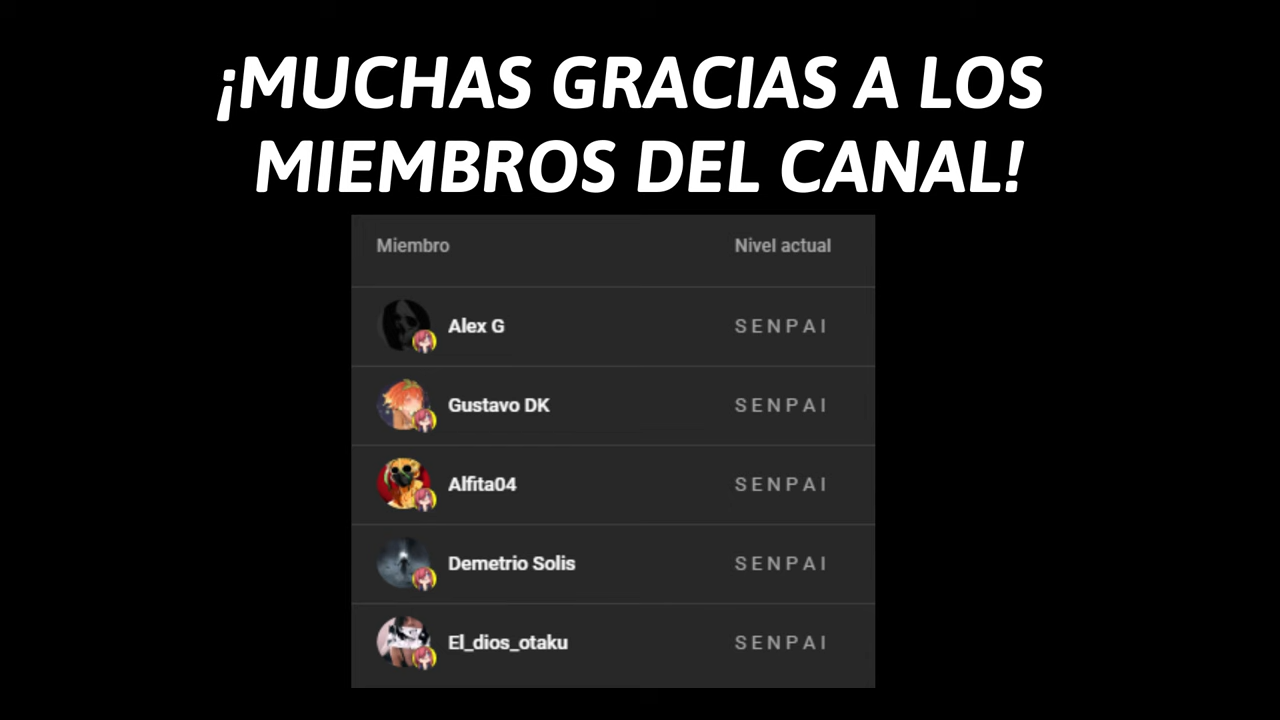 ¡MUCHAS GRACIAS A LOS
MIEMBROS DEL CANAL!
Miembro Nivel actual
Alex G SENPAI
Gustavo DK SENPAI
Alfita04 SENPAI
Demetrio Solis SENPAI
El_dios_otaku SENPAI